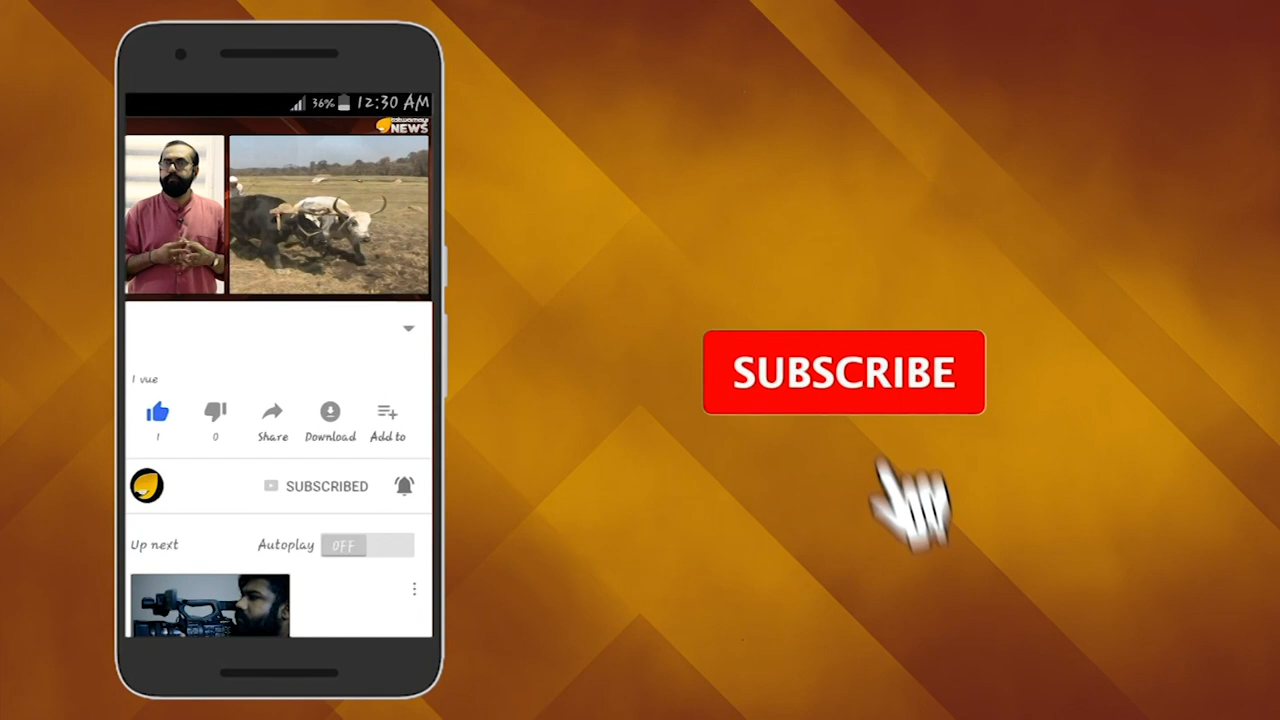 36% 12:30 AM
tatwamayi
NEWS
1 vue
1
0
Share
Download
Add to
SUBSCRIBED
Up next
Autoplay
OFF
SUBSCRIBE